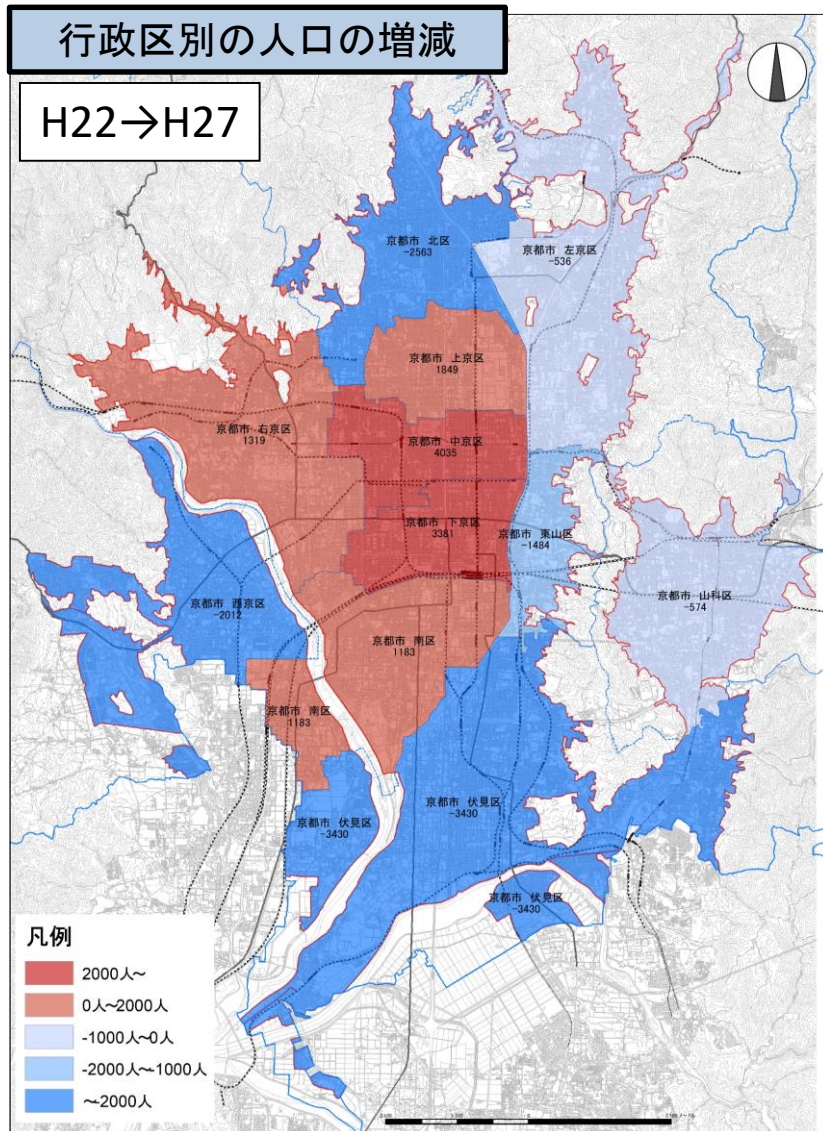 行政区別の人口の増減
H22→H27
京都市 北区
-2563
京都市 左京区
-536
京都市 上京区
1849
京都市 右京区
1319
京都市 中京区
4035
京都市 下京区
3381
京都市 東山区
-1484
京都市 西京区
-2012
京都市 山科区
-574
京都市 南区
1183
京都市 南区
1183
京都市 伏見区
-3430
京都市 伏見区
-3430
京都市 伏見区
-3430
凡例
2000人~
0人~2000人
-1000人~0人
-2000人~-1000人
~-2000人